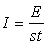 I = E/st